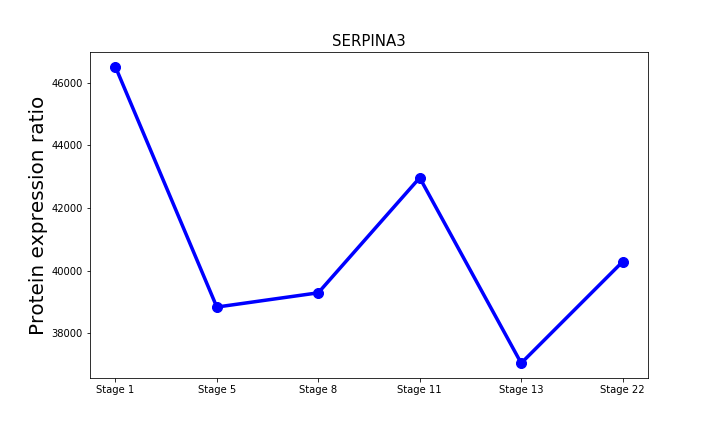 SERPINA3
Protein expression ratio
46000
44000
42000
40000
38000
Stage 1
Stage 5
Stage 8
Stage 11
Stage 13
Stage 22